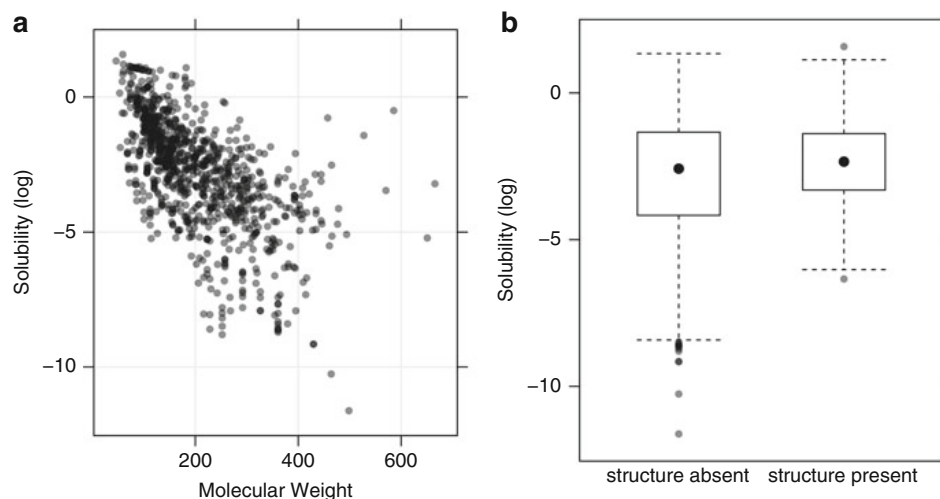 a
0
−5
−10
Solubility (log)
200 400 600
Molecular Weight
b
0
−5
−10
Solubility (log)
structure absent structure present